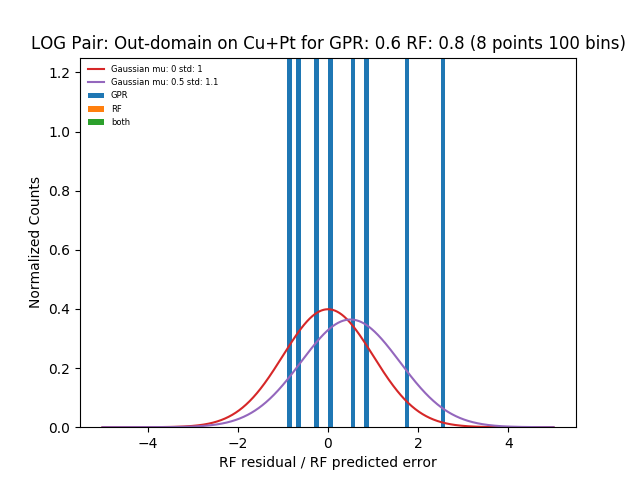 LOG Pair: Out-domain on Cu+Pt for GPR: 0.6 RF: 0.8 (8 points 100 bins)
Gaussian mu: 0 std: 1
Gaussian mu: 0.5 std: 1.1
GPR
RF
both
1.2
1.0
0.8
0.6
0.4
0.2
0.0
Normalized Counts
−4 −2 0 2 4
RF residual / RF predicted error